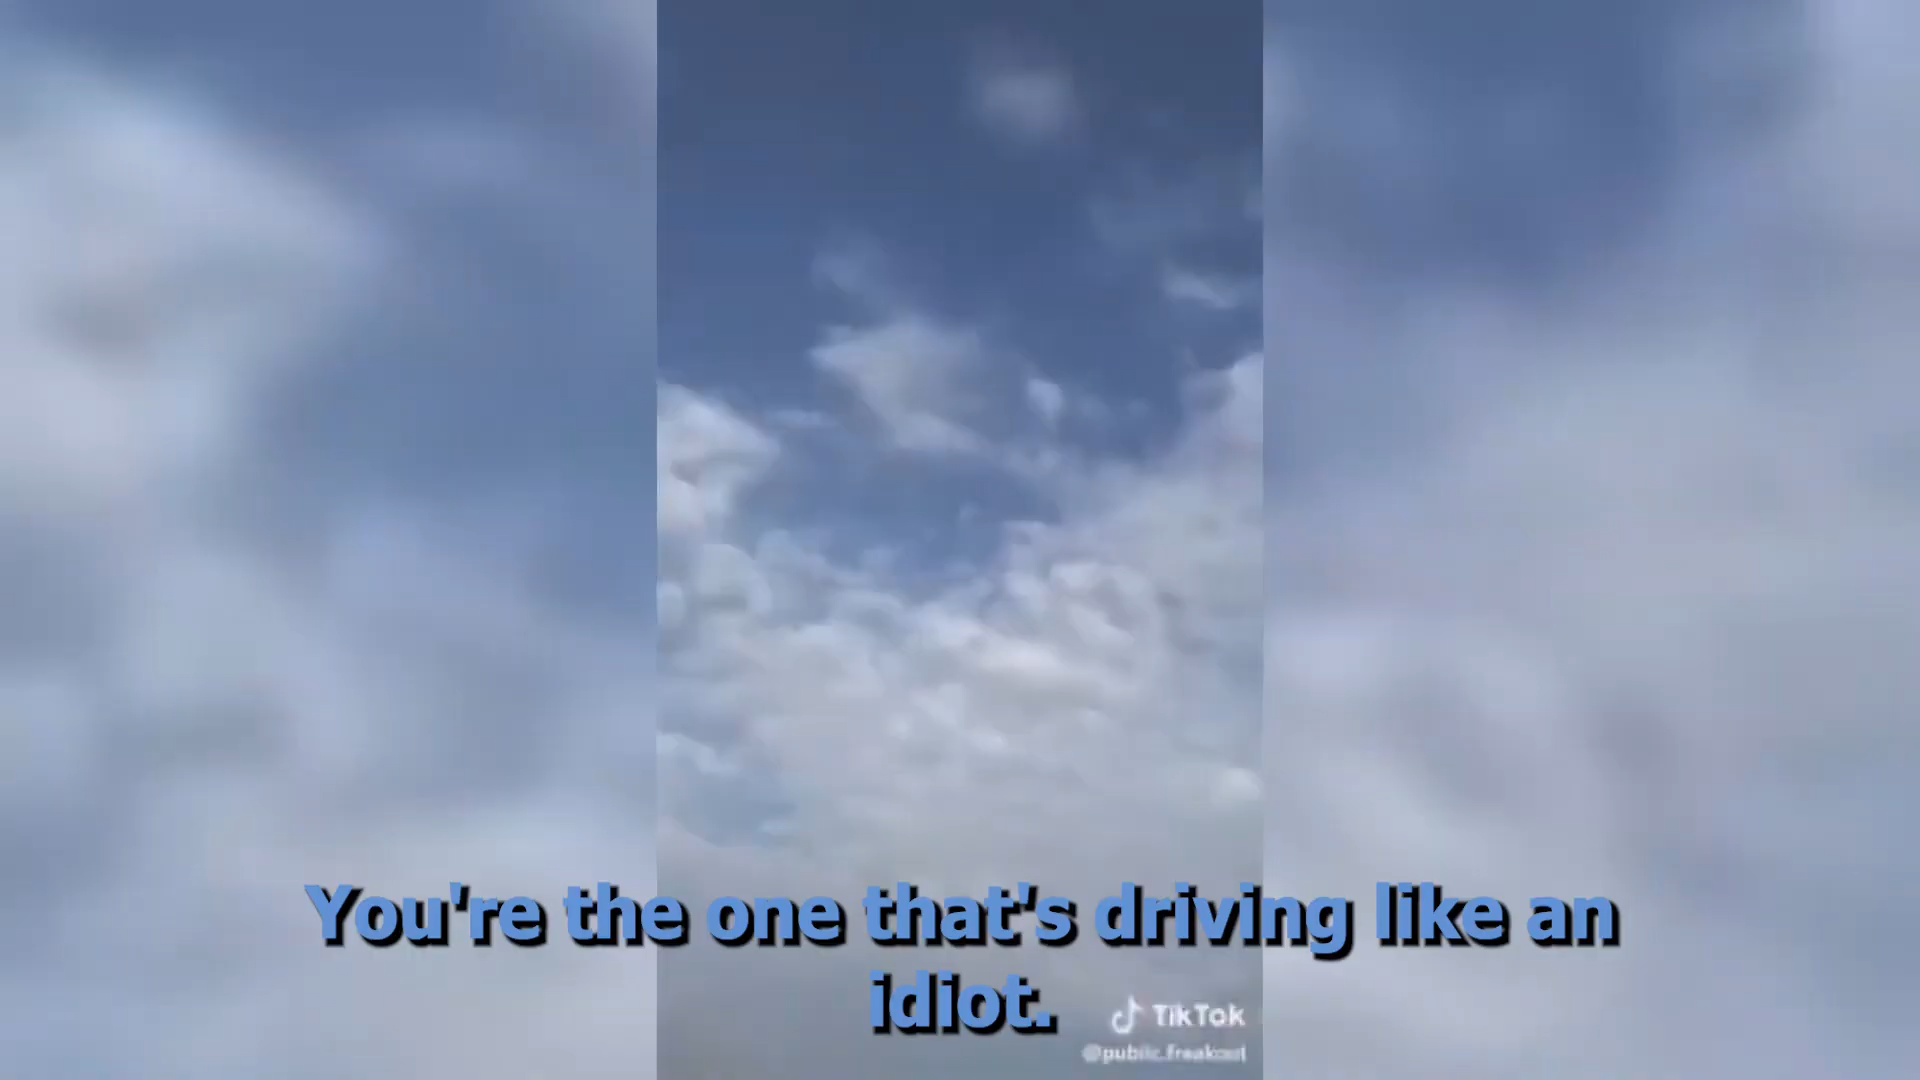 You're the one that's driving like an
idiot.
TikTok
@public.freakout